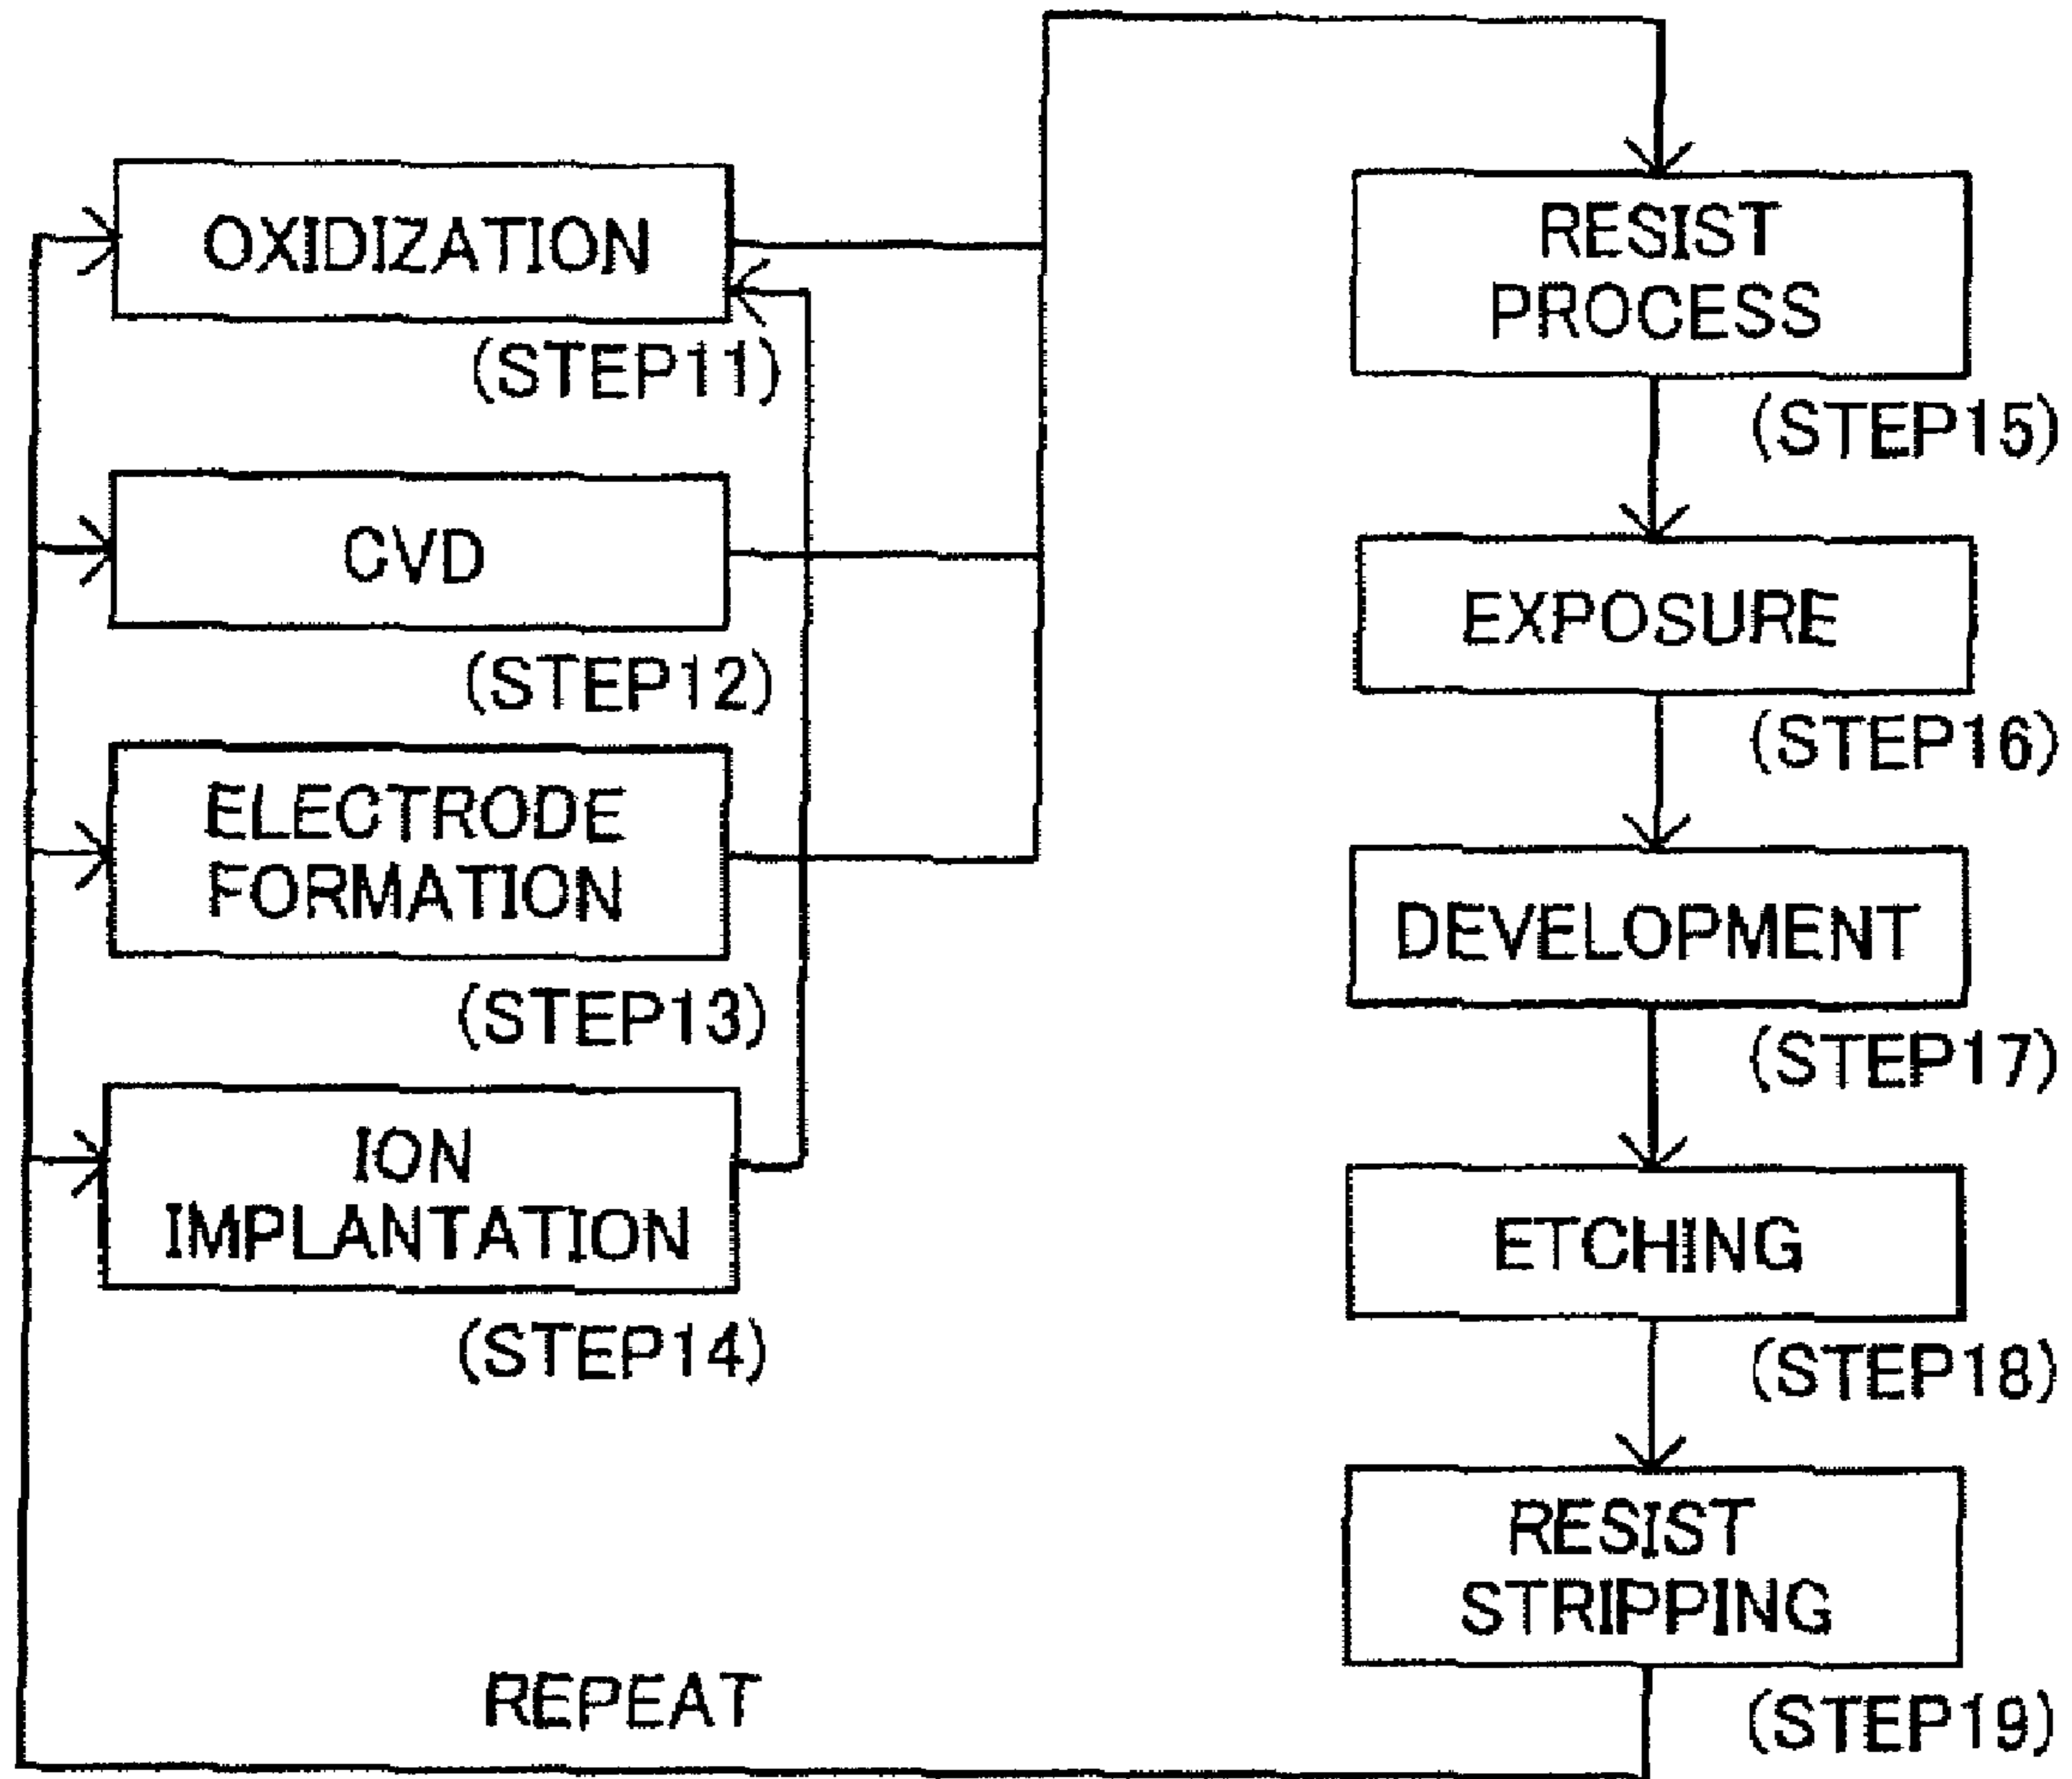 OXIDIZATION
(STEP11)
CVD
(STEP12)
ELECTRODE
FORMATION
(STEP13)
ION
IMPLANTATION
(STEP14)
RESIST
PROCESS
(STEP15)
EXPOSURE
(STEP16)
DEVELOPMENT
(STEP17)
ETCHING
(STEP18)
RESIST
STRIPPING
(STEP19)
REPEAT